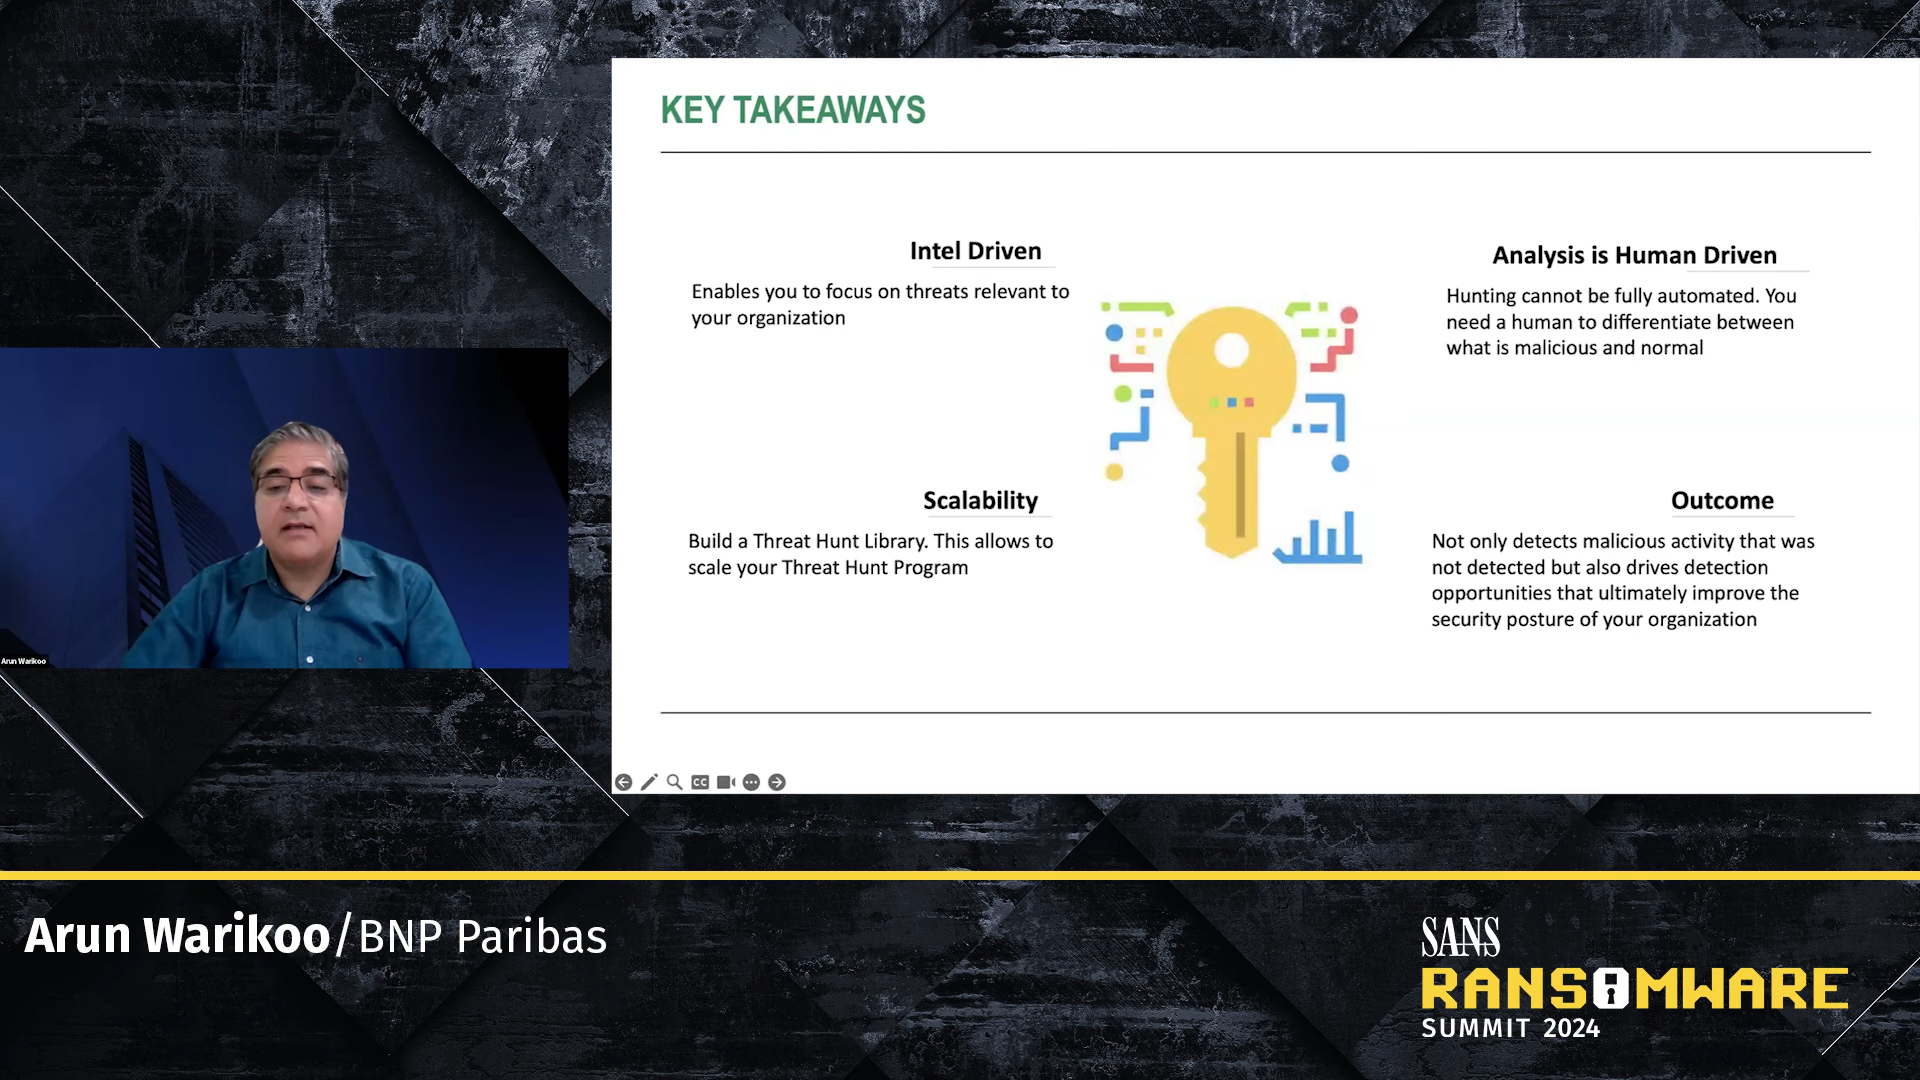 KEY TAKEAWAYS
Intel Driven
Enables you to focus on threats relevant to
your organization
Analysis is Human Driven
Hunting cannot be fully automated. You
need a human to differentiate between
what is malicious and normal
Scalability
Build a Threat Hunt Library. This allows to
scale your Threat Hunt Program
Outcome
Not only detects malicious activity that was
not detected but also drives detection
opportunities that ultimately improve the
security posture of your organization
CC
Arun Warikoo
Arun Warikoo/BNP Paribas
SANS
RANSOMWARE
SUMMIT 2024